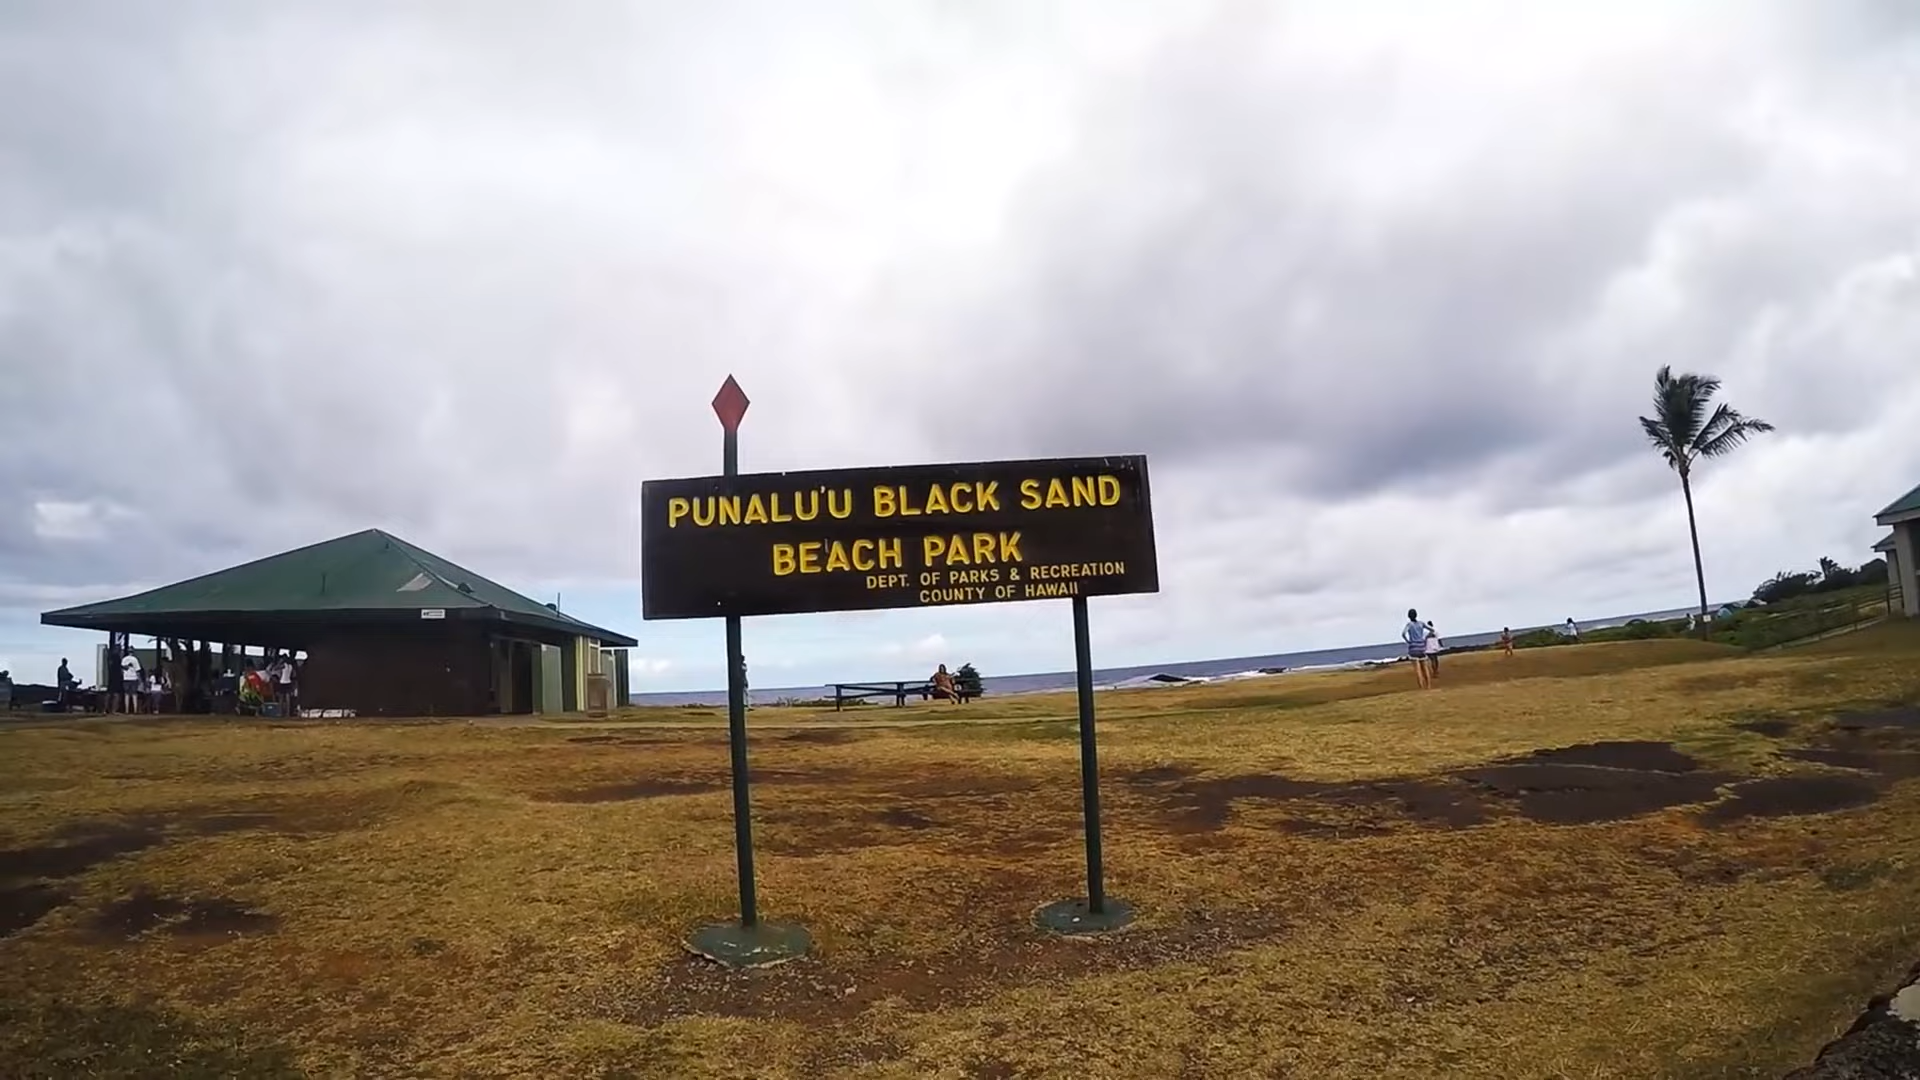 PUNALU'U BLACK SAND
BEACH PARK
DEPT. OF PARKS & RECREATION
COUNTY OF HAWAII